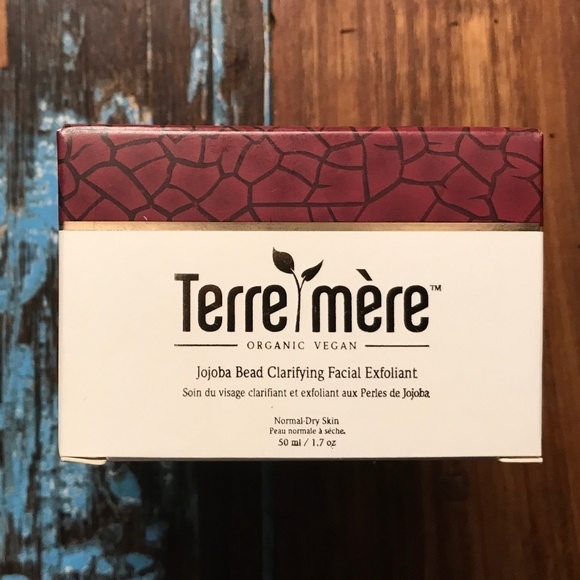 Terre mère™
ORGANIC VEGAN
Jojoba Bead Clarifying Facial Exfoliant
Soin du visage clarifiant et exfoliant aux Perles de Jojoba
Normal-Dry Skin
Peau normale à sèche.
50 ml / 1.7 oz